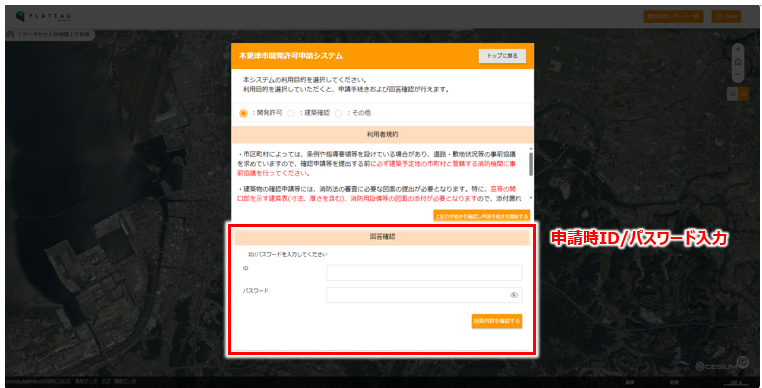 PLATEAU
木更津市開発許可申請システム
トップに戻る
本システムの利用目的を選択してください。
利用目的を選択していただくと、申請手続き及び回答確認が行えます。
：開発許可 ：建築確認 ：その他
利用者規約
・市区町村によっては、条例や指導要領等を設けている場合があり、道路・敷地状況等の事前協議
を求めていますので、確認申請等を提出する前に必ず建築予定地の市町村と管轄する消防機関に事
前協議を行ってください。
・建築物の確認申請等には、消防法の審査に必要な図面の提出が必要となります。特に、窓等の開
口部を示す建具表(寸法、厚さを含む)、消防用設備等の図面の添付が必要となりますので、添付漏れ
上記の手続きを確認し申請手続きを開始する
回答確認
ID/パスワードを入力してください
ID
パスワード
回答内容を確認する
申請時ID/パスワード入力
CESIUM